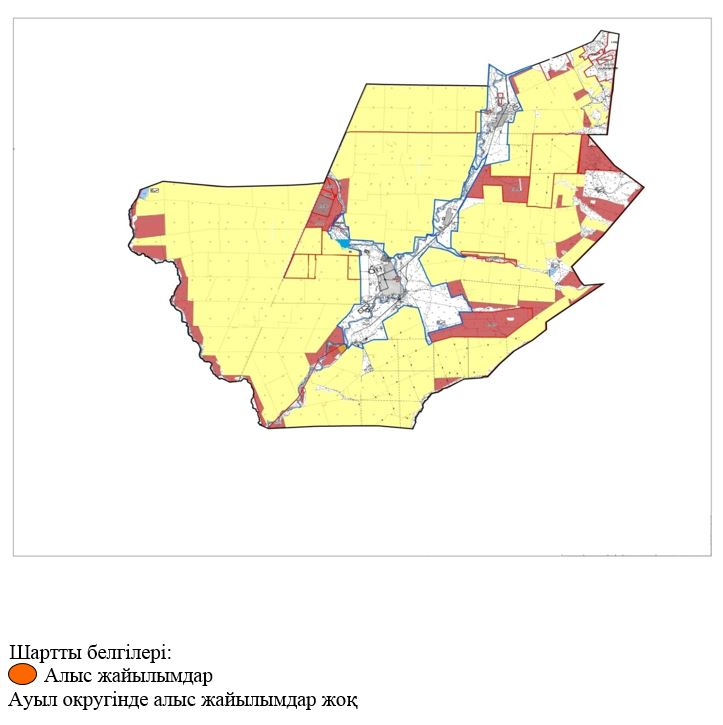 Шартты белгілері:
Алыс жайылымдар
Ауыл округінде алыс жайылымдар жоқ